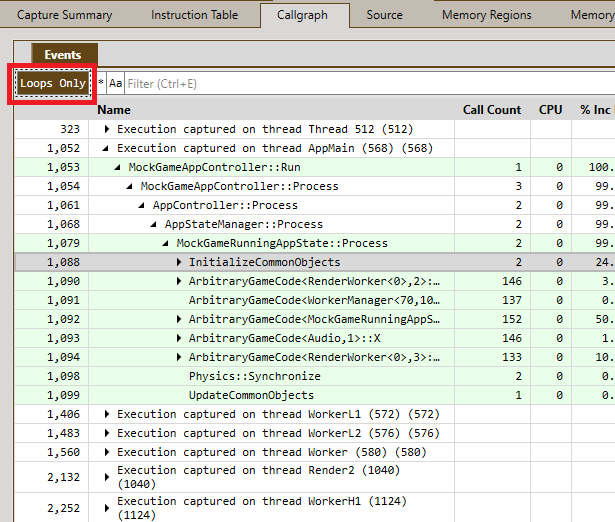 Capture Summary Instruction Table Callgraph Source Memory Regions Memory
Events
Loops Only * Aa Filter (Ctrl+E)
Name Call Count CPU % Inc
323 Execution captured on thread Thread 512 (512)
1,052 Execution captured on thread AppMain (568) (568)
1,053 MockGameAppController::Run 1 0 100.
1,054 MockGameAppController::Process 3 0 99.
1,061 AppController::Process 2 0 99.
1,068 AppStateManager::Process 2 0 99.
1,079 MockGameRunningAppState::Process 2 0 99.
1,088 InitializeCommonObjects 2 0 24.
1,090 ArbitraryGameCode<RenderWorker<0>,2>:… 146 0 3.
1,091 ArbitraryGameCode<WorkerManager<70,10… 137 0 0.
1,092 ArbitraryGameCode<MockGameRunningAppS… 152 0 50.
1,093 ArbitraryGameCode<Audio,1>::X 146 0 1.
1,094 ArbitraryGameCode<RenderWorker<0>,3>:… 133 0 10.
1,098 Physics::Synchronize 2 0 0.
1,099 UpdateCommonObjects 1 0 0.
1,406 Execution captured on thread WorkerL1 (572) (572)
1,483 Execution captured on thread WorkerL2 (576) (576)
1,560 Execution captured on thread Worker (580) (580)
2,132 Execution captured on thread Render2 (1040)
(1040)
2,252 Execution captured on thread WorkerH1 (1124)
(1124)